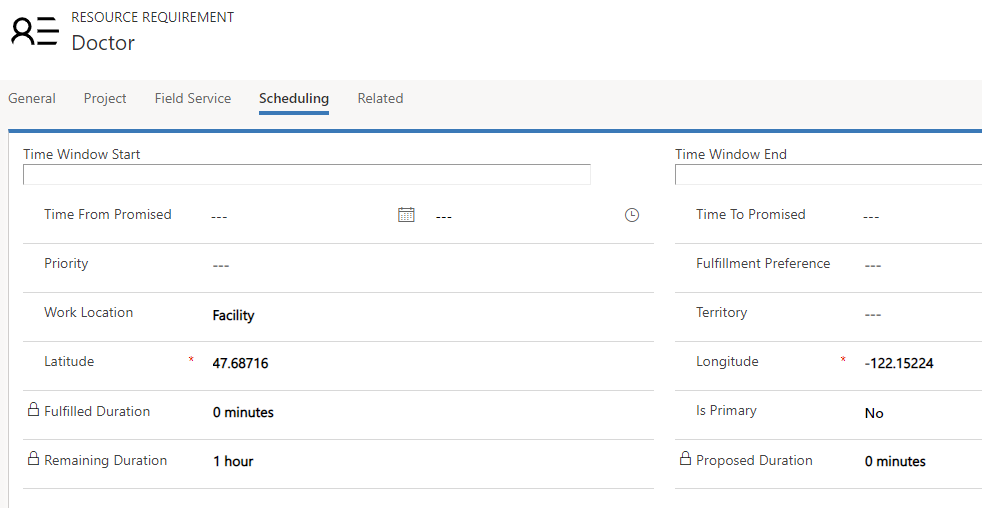 RESOURCE REQUIREMENT
Doctor
General Project Field Service Scheduling Related
Time Window Start Time Window End
Time From Promised --- --- Time To Promised ---
Priority --- Fulfillment Preference ---
Work Location Facility Territory ---
Latitude * 47.68716 Longitude * -122.15224
Fulfilled Duration 0 minutes Is Primary No
Remaining Duration 1 hour Proposed Duration 0 minutes